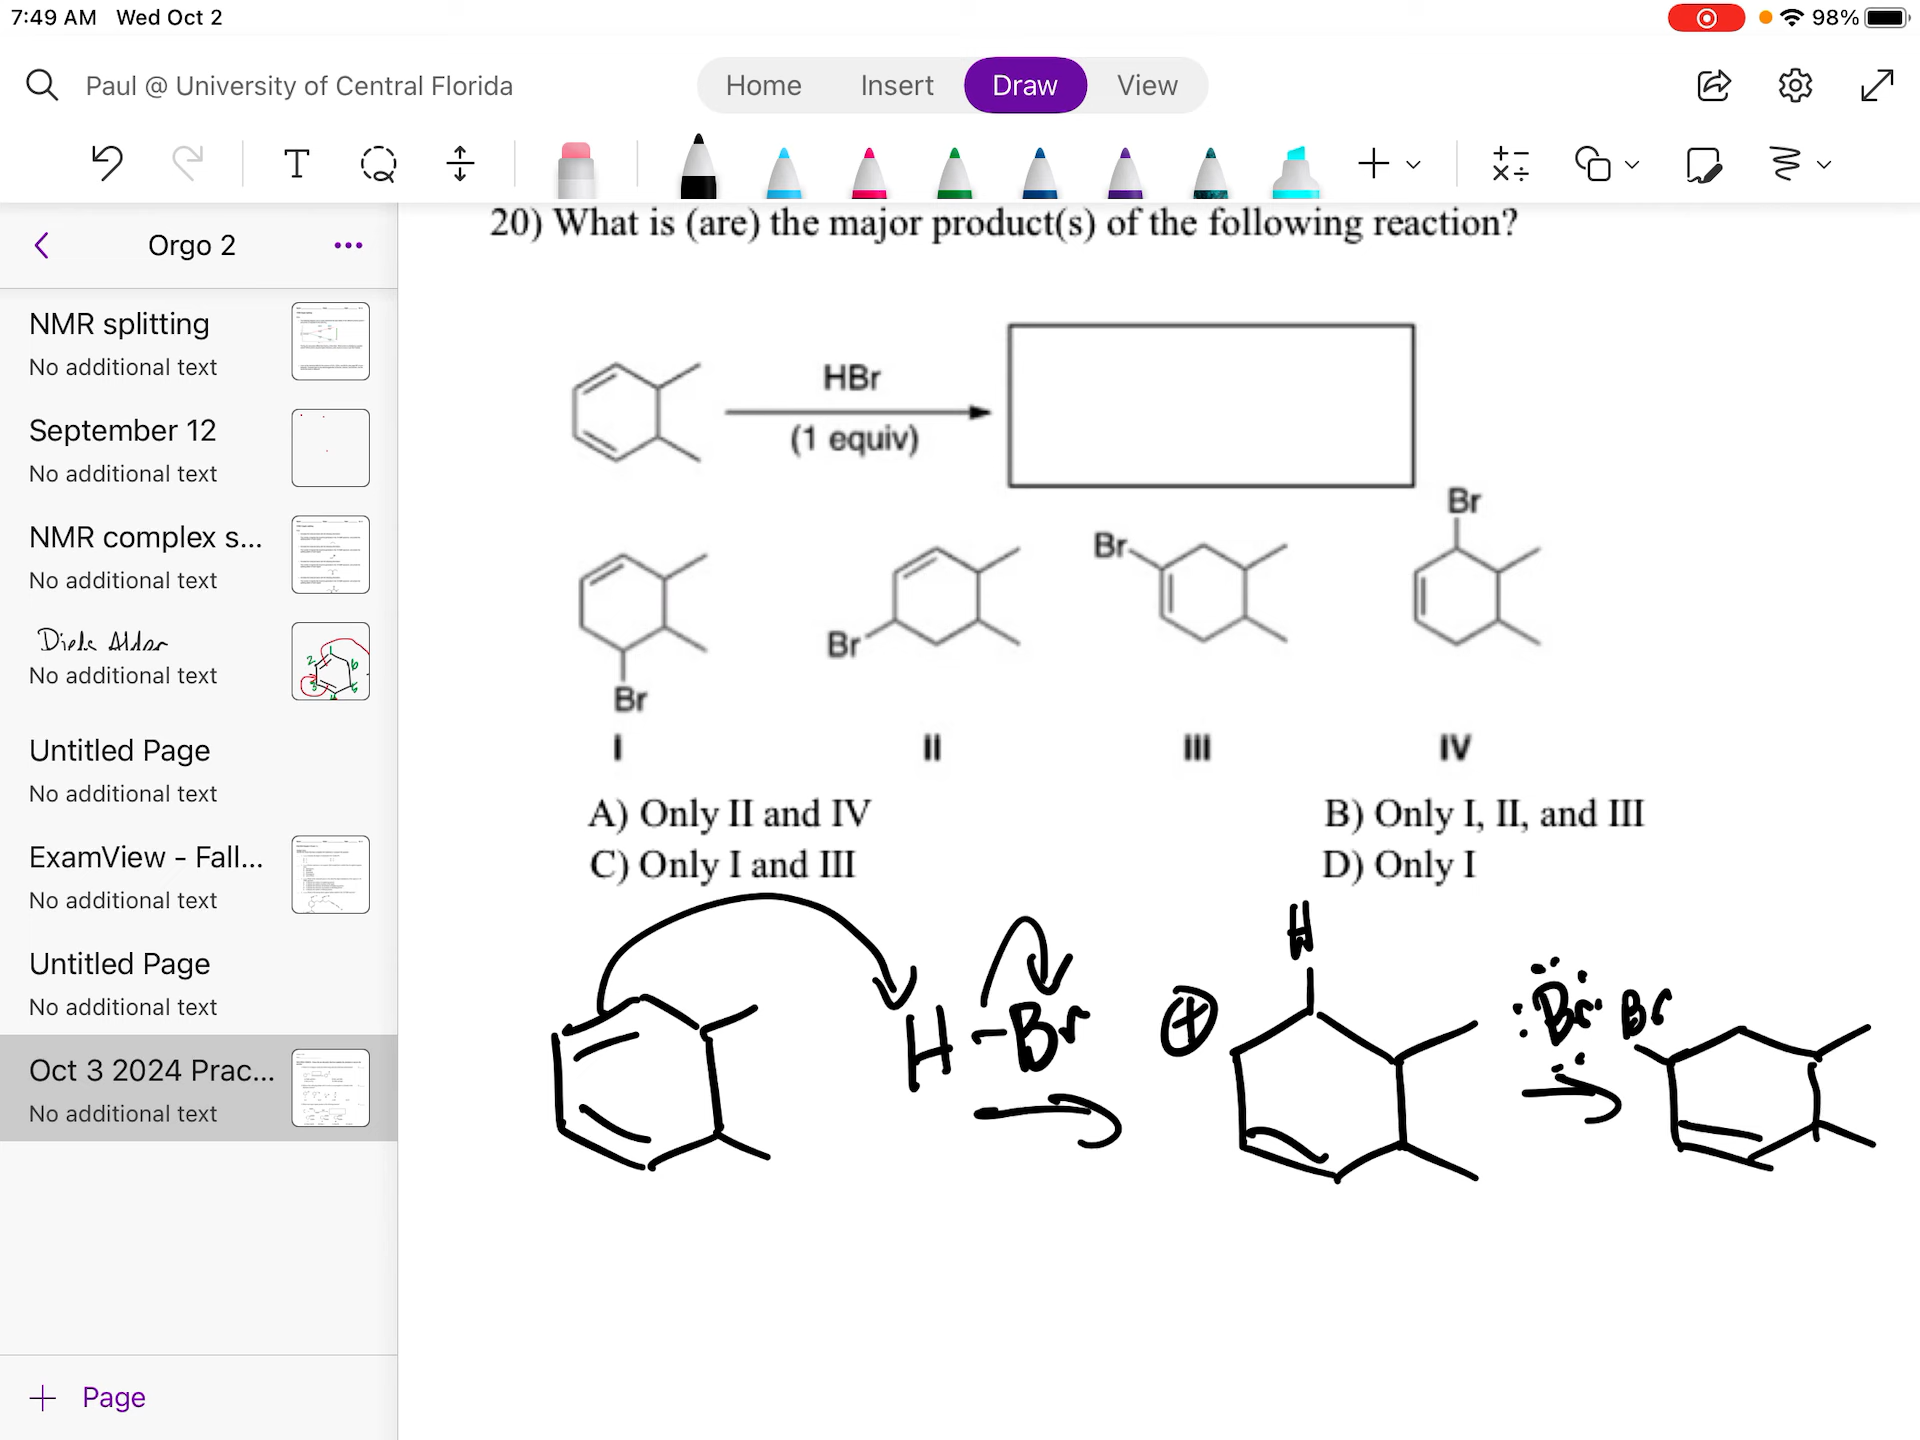 7:49 AM Wed Oct 2
98%
Paul @ University of Central Florida
Home Insert Draw View
T
Orgo 2
NMR splitting
No additional text
September 12
No additional text
NMR complex s...
No additional text
Diels Alder
No additional text
Untitled Page
No additional text
ExamView - Fall...
No additional text
Untitled Page
No additional text
Oct 3 2024 Prac...
No additional text
+ Page
20) What is (are) the major product(s) of the following reaction?
HBr
(1 equiv)
Br
Br
Br
Br
I II III IV
A) Only II and IV
B) Only I, II, and III
C) Only I and III
D) Only I
H
H-Br
+
:Br:
Br